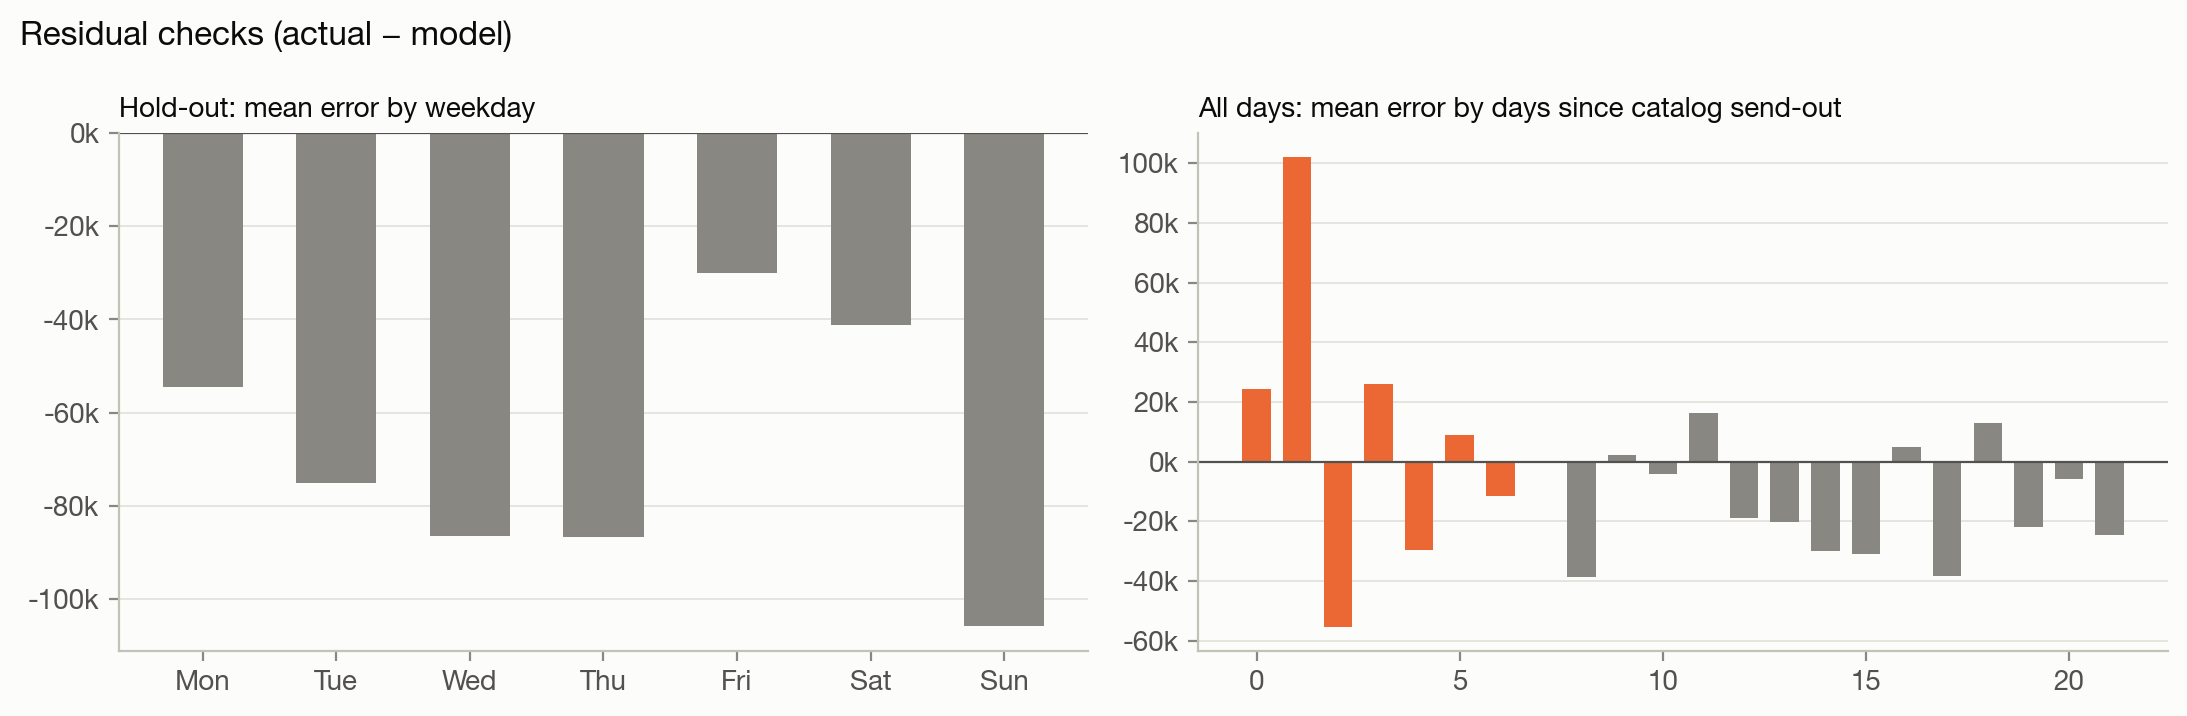 Residual checks (actual – model)
Hold-out: mean error by weekday
0k
-20k
-40k
-60k
-80k
-100k
Mon Tue Wed Thu Fri Sat Sun
All days: mean error by days since catalog send-out
100k
80k
60k
40k
20k
0k
-20k
-40k
-60k
0 5 10 15 20